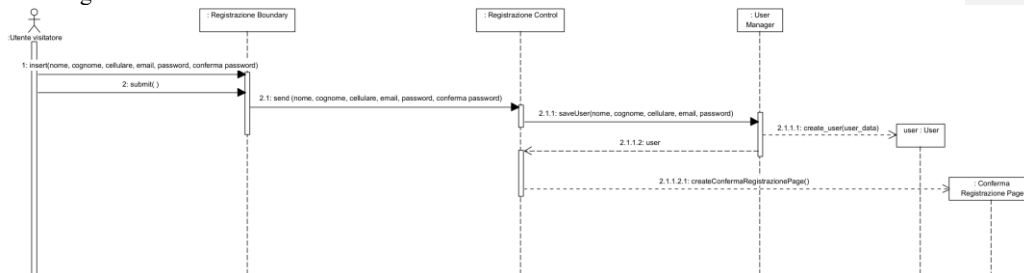 : Registrazione Boundary
: Registrazione Control
: User
Manager
:Utente visitatore
1: insert(nome, cognome, cellulare, email, password, conferma password)
2: submit( )
2.1: send (nome, cognome, cellulare, email, password, conferma password)
2.1.1: saveUser(nome, cognome, cellulare, email, password)
2.1.1.1: create_user(user_data)
user : User
2.1.1.2: user
2.1.1.2.1: createConfermaRegistrazionePage()
: Conferma
Registrazione Page